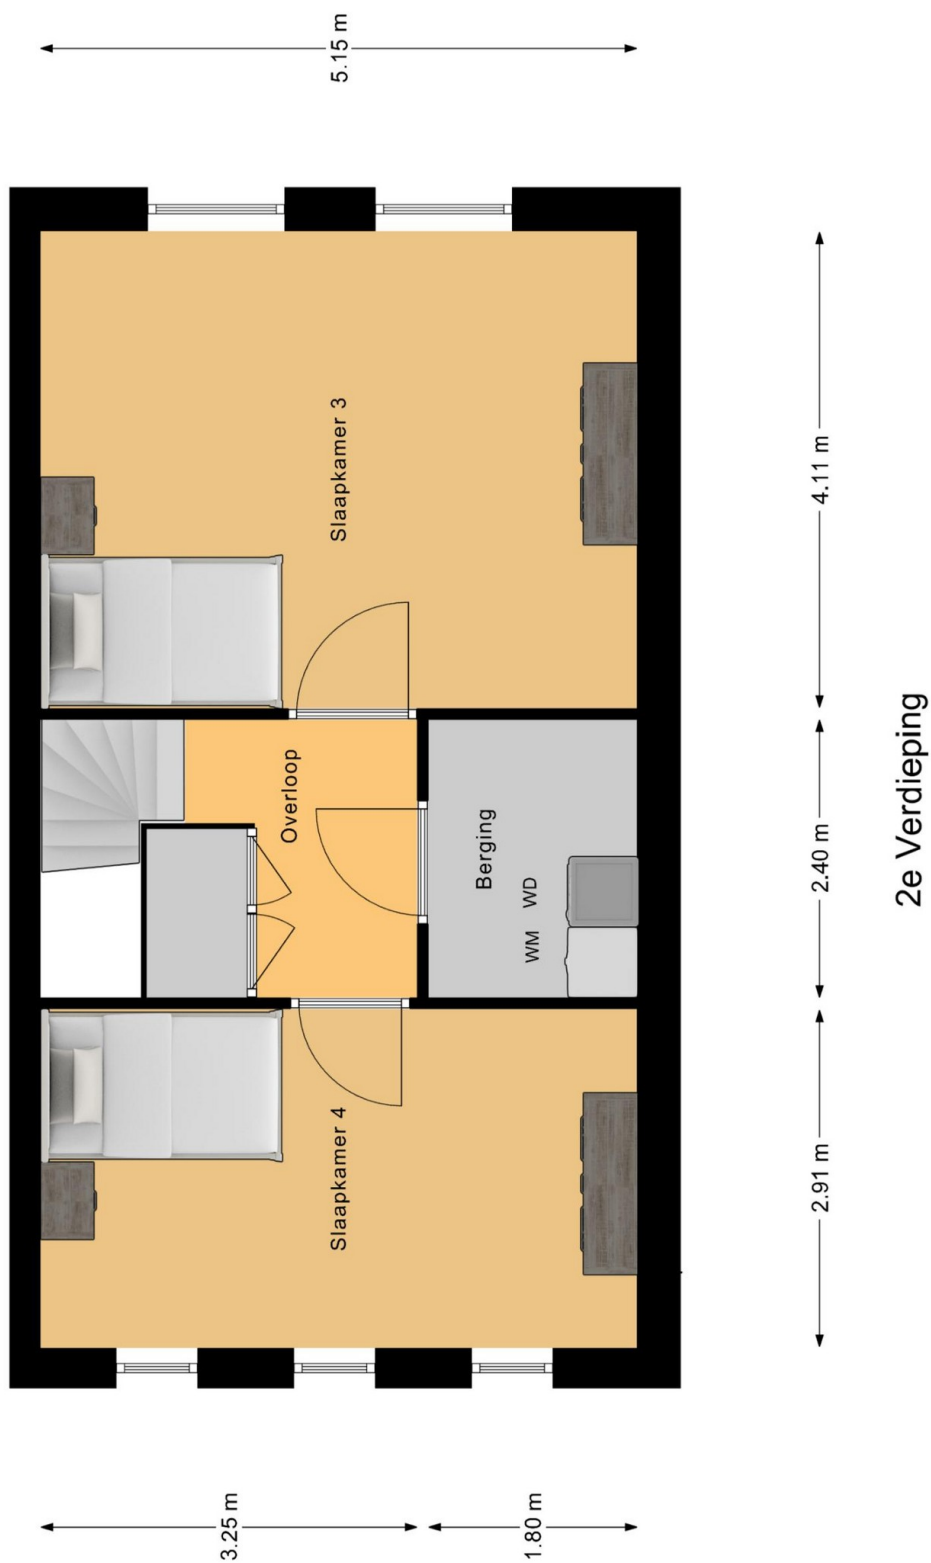 5.15 m
Slaapkamer 3
4.11 m
Overloop
Berging
WM WD
2.40 m
2e Verdieping
Slaapkamer 4
2.91 m
3.25 m
1.80 m